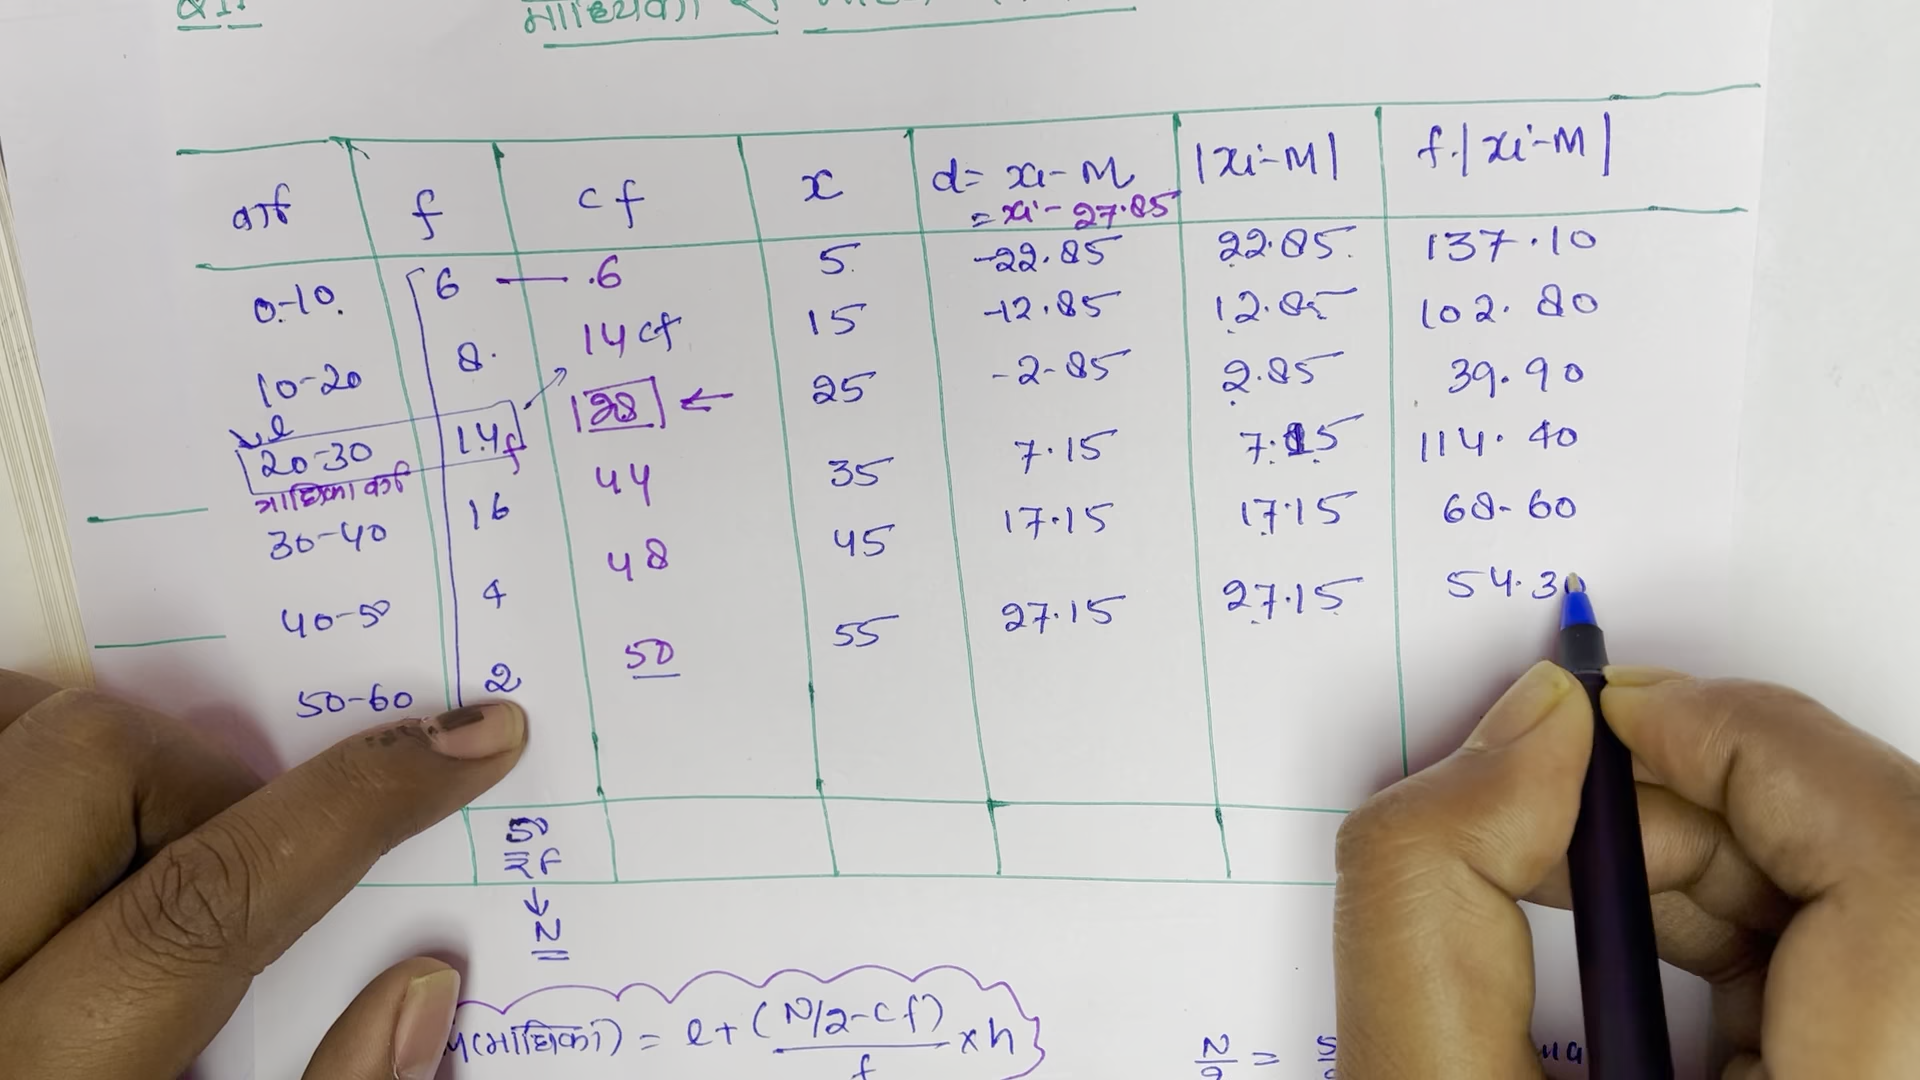 माध्यिका
वर्ग f cf x d= xi-M |xi-M| f.|xi-M|
= xi - 27.85
0-10. 6 — .6 5. -22.85 22.85. 137.10
10-20 8. 14 cf 15 -12.85 12.85 102.80
l
20-30 14 f 28 ← 25 -2.85 2.85 39.90
माध्यिका वर्ग
30-40 16 44 35 7.15 7.15 114.40
40-50 4 48 45 17.15 17.15 68.60
50-60 2 50 55 27.15 27.15 54.30
50
Σf
↓
N
M(माध्यिका) = l + (N/2 - cf)/f × h
N/2 =